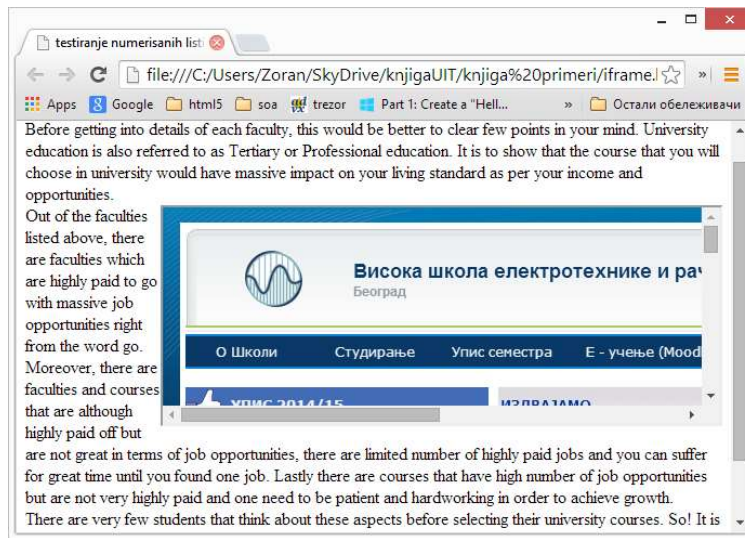 testiranje numerisanih listi
file:///C:/Users/Zoran/SkyDrive/knjigaUIT/knjiga%20primeri/iframe.
Apps Google html5 soa trezor Part 1: Create a "Hell... » Остали обележивачи
Before getting into details of each faculty, this would be better to clear few points in your mind. University
education is also referred to as Tertiary or Professional education. It is to show that the course that you will
choose in university would have massive impact on your living standard as per your income and
opportunities.
Out of the faculties
listed above, there
are faculties which
are highly paid to go
with massive job
opportunities right
from the word go.
Moreover, there are
faculties and courses
that are although
highly paid off but
Висока школа електротехнике и рач
Београд
О Школи Студирање Упис семестра Е - учење (Mood
УПИС 2014/15 ИЗДВАЈАМО
are not great in terms of job opportunities, there are limited number of highly paid jobs and you can suffer
for great time until you found one job. Lastly there are courses that have high number of job opportunities
but are not very highly paid and one need to be patient and hardworking in order to achieve growth.
There are very few students that think about these aspects before selecting their university courses. So! It is